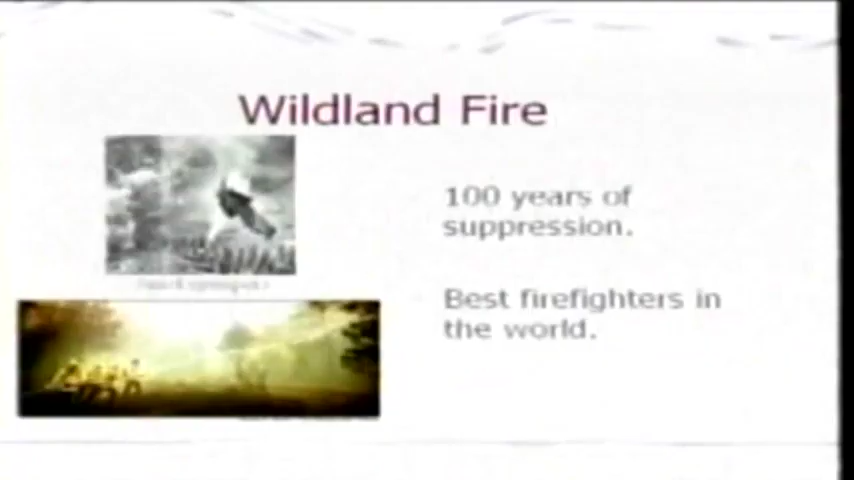 Wildland Fire
100 years of
suppression.
Best firefighters in
the world.